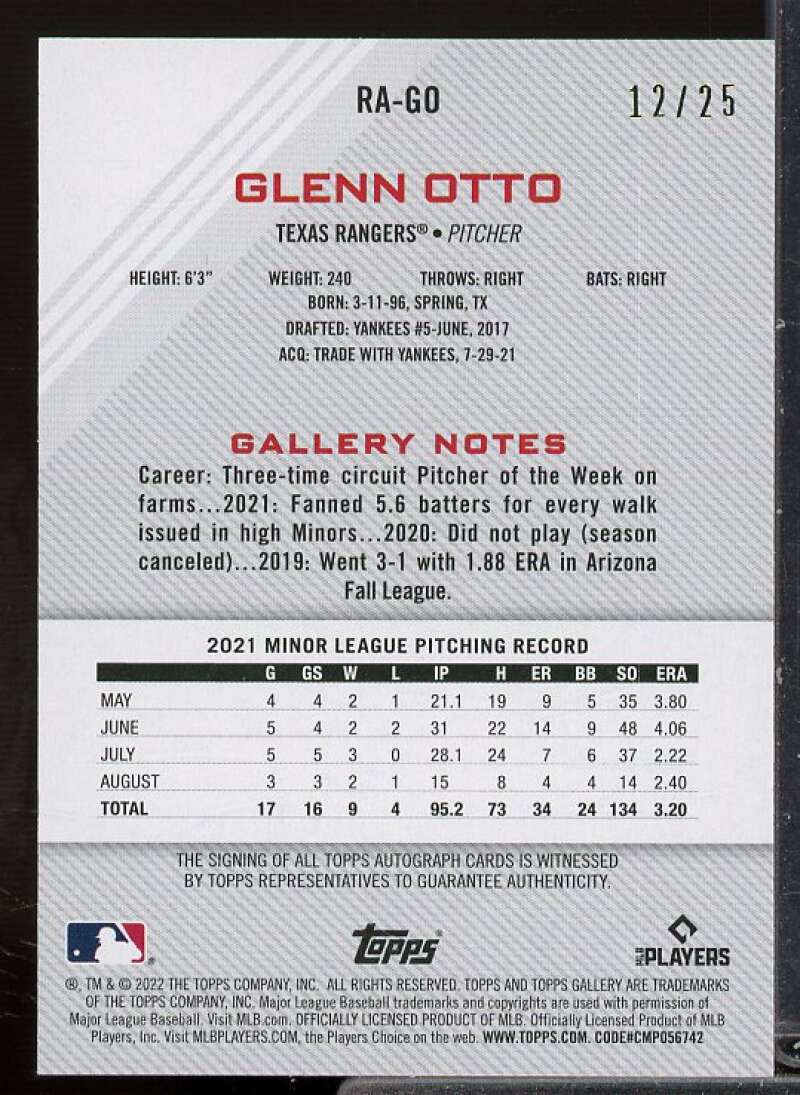 RA-GO
12/25
GLENN OTTO
TEXAS RANGERS® • PITCHER
HEIGHT: 6'3" WEIGHT: 240 THROWS: RIGHT BATS: RIGHT
BORN: 3-11-96, SPRING, TX
DRAFTED: YANKEES #5-JUNE, 2017
ACQ: TRADE WITH YANKEES, 7-29-21
GALLERY NOTES
Career: Three-time circuit Pitcher of the Week on
farms...2021: Fanned 5.6 batters for every walk
issued in high Minors...2020: Did not play (season
canceled)...2019: Went 3-1 with 1.88 ERA in Arizona
Fall League.
2021 MINOR LEAGUE PITCHING RECORD
G GS W L IP H ER BB SO ERA
MAY 4 4 2 1 21.1 19 9 5 35 3.80
JUNE 5 4 2 2 31 22 14 9 48 4.06
JULY 5 5 3 0 28.1 24 7 6 37 2.22
AUGUST 3 3 2 1 15 8 4 4 14 2.40
TOTAL 17 16 9 4 95.2 73 34 24 134 3.20
THE SIGNING OF ALL TOPPS AUTOGRAPH CARDS IS WITNESSED
BY TOPPS REPRESENTATIVES TO GUARANTEE AUTHENTICITY.
®
topps®
MLB PLAYERS
®, TM & © 2022 THE TOPPS COMPANY, INC. ALL RIGHTS RESERVED. TOPPS AND TOPPS GALLERY ARE TRADEMARKS
OF THE TOPPS COMPANY, INC. Major League Baseball trademarks and copyrights are used with permission of
Major League Baseball. Visit MLB.com. OFFICIALLY LICENSED PRODUCT OF MLB. Officially Licensed Product of MLB
Players, Inc. Visit MLBPLAYERS.COM, the Players Choice on the web. WWW.TOPPS.COM. CODE#CMP056742